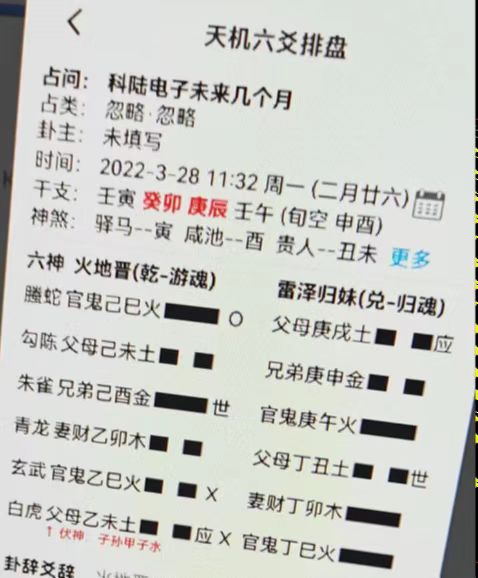 天机六爻排盘
占问： 科陆电子未来几个月
占类： 忽略·忽略
卦主： 未填写
时间： 2022-3-28 11:32 周一 (二月廿六)
干支： 壬寅 癸卯 庚辰 壬午 (旬空 申酉)
神煞： 驿马--寅 咸池--酉 贵人--丑未 更多
六神 火地晋(乾-游魂) 雷泽归妹(兑-归魂)
螣蛇 官鬼己巳火 O 父母庚戌土 应
勾陈 父母己未土 兄弟庚申金
朱雀 兄弟己酉金 世 官鬼庚午火
青龙 妻财乙卯木 父母丁丑土 世
玄武 官鬼乙巳火 X 妻财丁卯木
白虎 父母乙未土 应 X 官鬼丁巳火
↑ 伏神 子孙甲子水
卦辞爻辞 火地晋